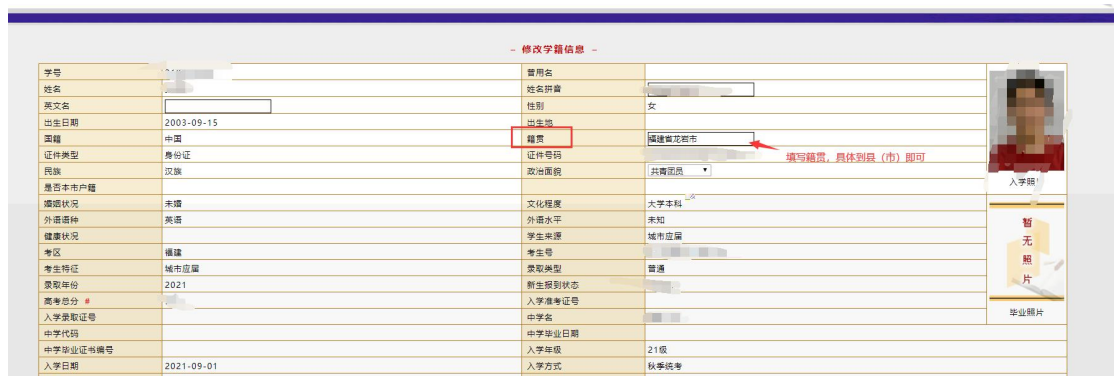 - 修改学籍信息 -
学号 曾用名
姓名 姓名拼音
英文名 性别 女
出生日期 2003-09-15 出生地
国籍 中国 籍贯 福建省龙岩市
填写籍贯，具体到县（市）即可
证件类型 身份证 证件号码
民族 汉族 政治面貌 共青团员
是否本市户籍 入学照片
婚姻状况 未婚 文化程度 大学本科
外语语种 英语 外语水平 未知
健康状况 学生来源 城市应届
考区 福建 考生号
考生特征 城市应届 录取类型 普通
录取年份 2021 新生报到状态
高考总分 # 入学准考证号
入学录取证号 中学名
暂无照片
毕业照片
中学代码 中学毕业日期
中学毕业证书编号 入学年级 21级
入学日期 2021-09-01 入学方式 秋季统考